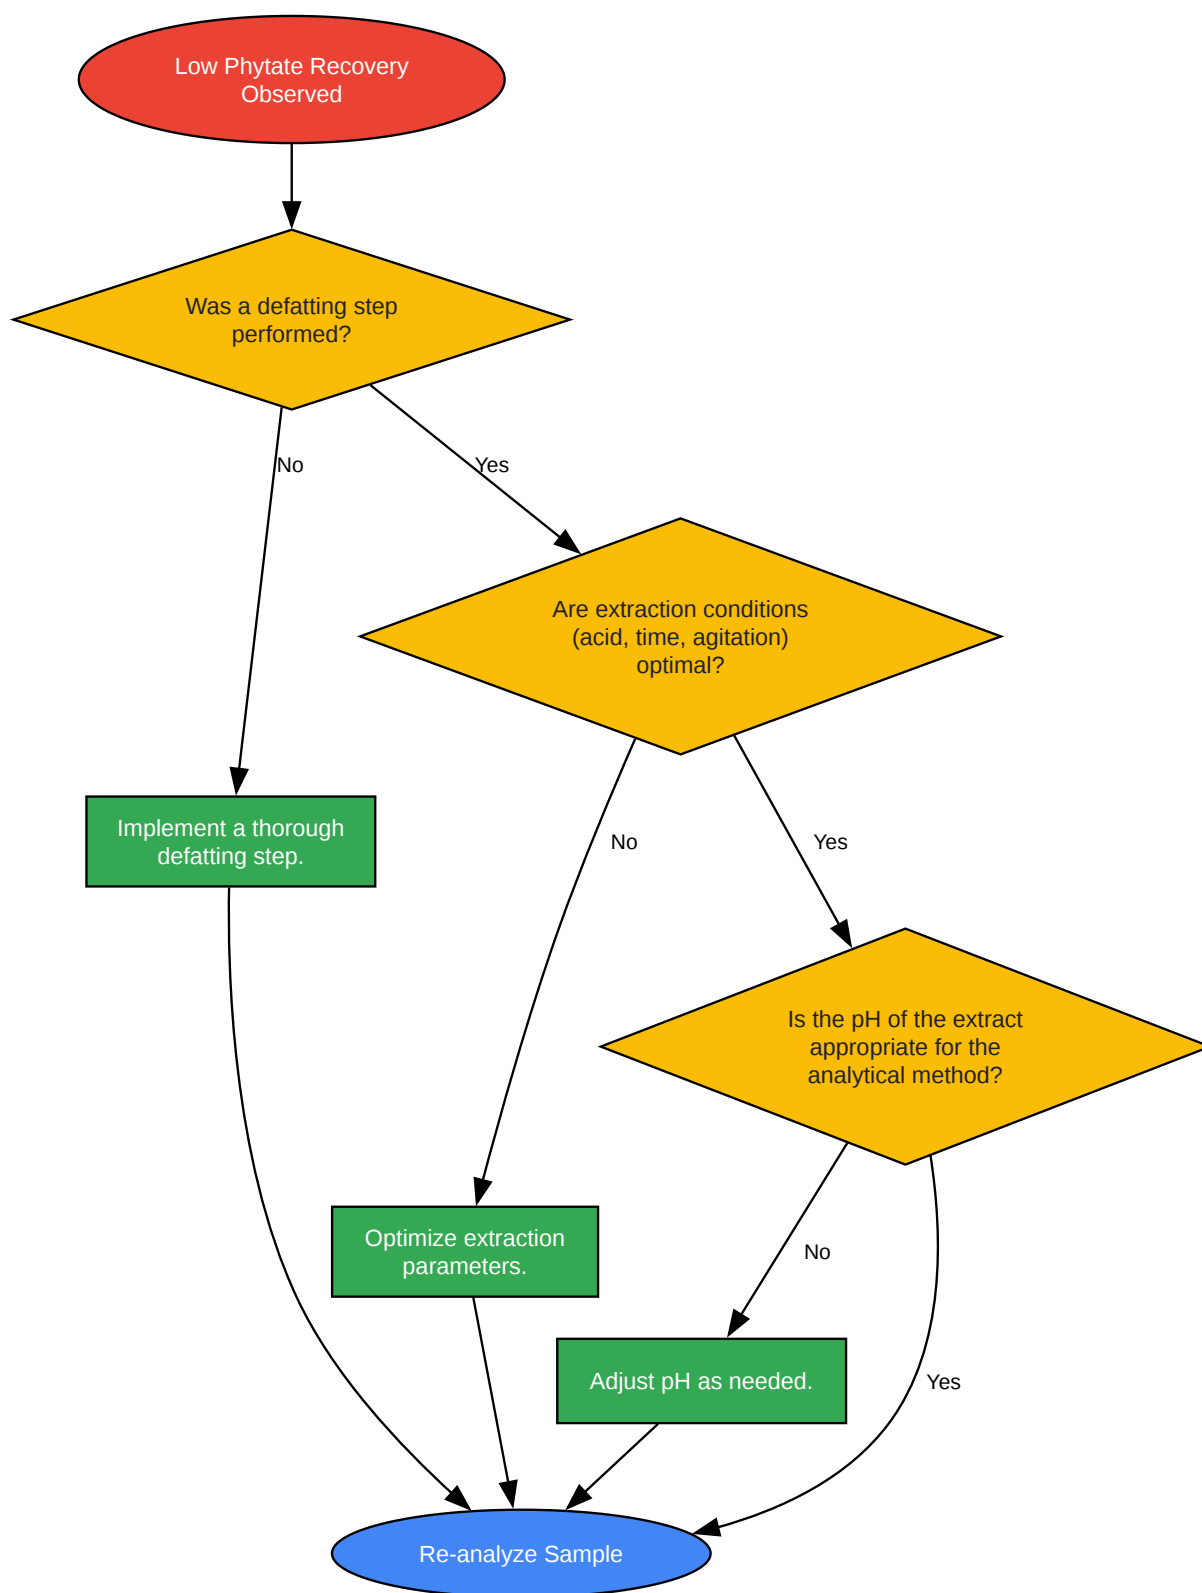 Low Phytate Recovery
Observed
Was a defatting step
performed?
No
Yes
Are extraction conditions
(acid, time, agitation)
optimal?
Implement a thorough
defatting step.
No
Yes
Is the pH of the extract
appropriate for the
analytical method?
Optimize extraction
parameters.
No
Adjust pH as needed.
Yes
Re-analyze Sample